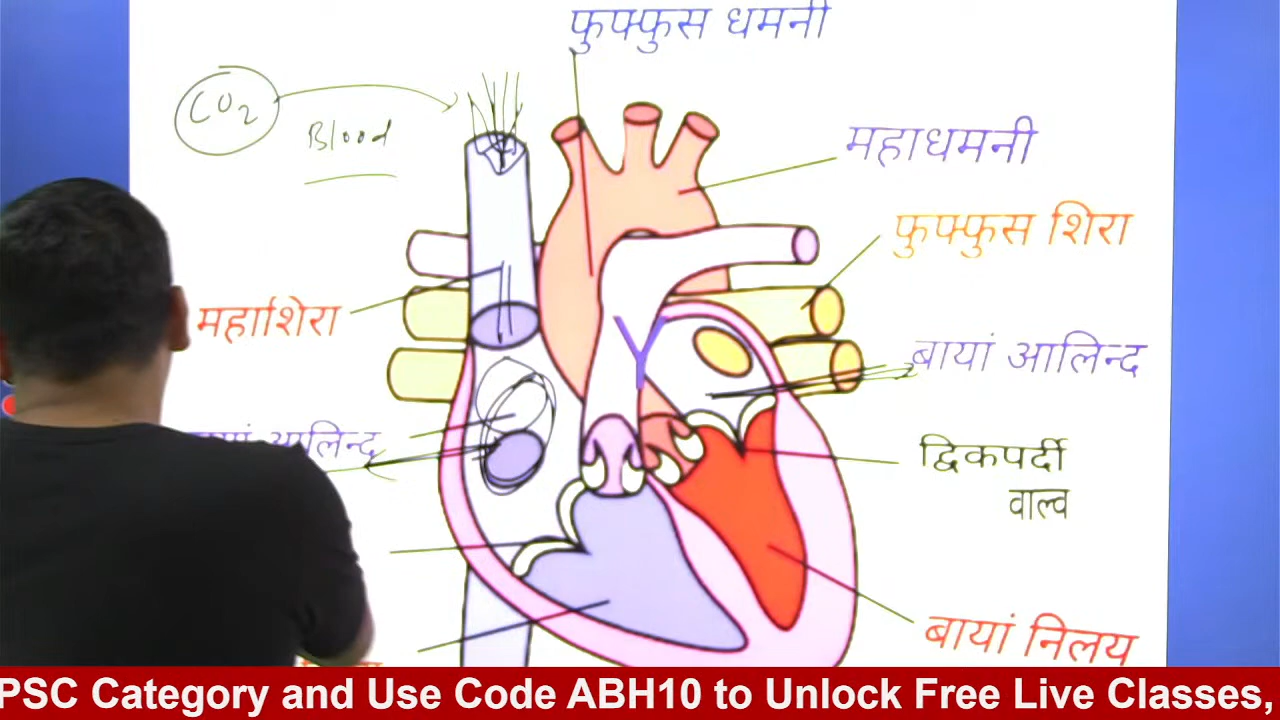 फुफ्फुस धमनी
CO2
Blood
महाधमनी
फुफ्फुस शिरा
महाशिरा
बायां आलिन्द
आलिन्द
द्विकपर्दी
वाल्व
बायां निलय
PSC Category and Use Code ABH10 to Unlock Free Live Classes,